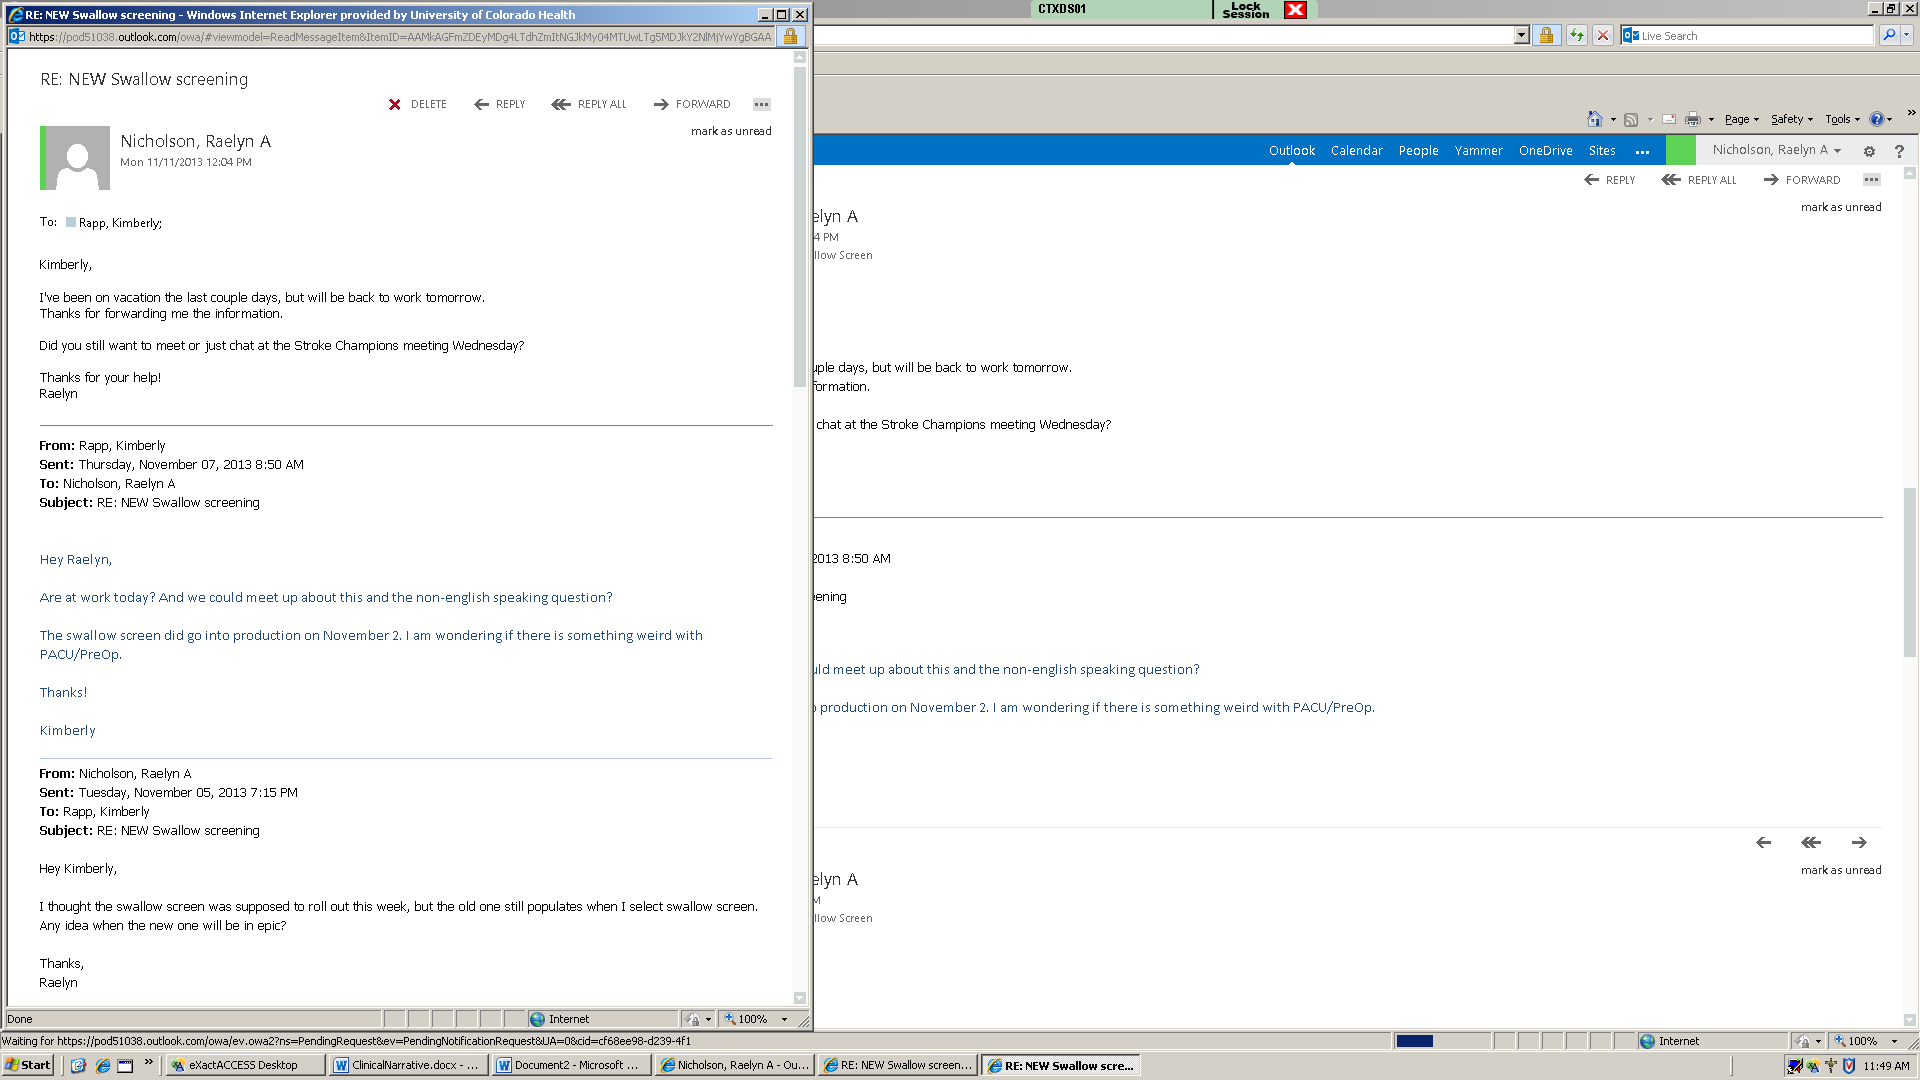 RE: NEW Swallow screening - Windows Internet Explorer provided by University of Colorado Health
https://pod51038.outlook.com/owa/#viewmodel=ReadMessageItem&ItemID=
RE: NEW Swallow screening
DELETE REPLY REPLY ALL FORWARD
mark as unread
Nicholson, Raelyn A
Mon 11/11/2013 12:04 PM
To: Rapp, Kimberly;
Kimberly,
I've been on vacation the last couple days, but will be back to work tomorrow.
Thanks for forwarding me the information.
Did you still want to meet or just chat at the Stroke Champions meeting Wednesday?
Thanks for your help!
Raelyn
From: Rapp, Kimberly
Sent: Thursday, November 07, 2013 8:50 AM
To: Nicholson, Raelyn A
Subject: RE: NEW Swallow screening
Hey Raelyn,
Are at work today? And we could meet up about this and the non-english speaking question?
The swallow screen did go into production on November 2. I am wondering if there is something weird with
PACU/PreOp.
Thanks!
Kimberly
From: Nicholson, Raelyn A
Sent: Tuesday, November 05, 2013 7:15 PM
To: Rapp, Kimberly
Subject: RE: NEW Swallow screening
Hey Kimberly,
I thought the swallow screen was supposed to roll out this week, but the old one still populates when I select swallow screen.
Any idea when the new one will be in epic?
Thanks,
Raelyn
Done Internet 100%
CTXDS01 Lock
Session
Live Search
Page Safety Tools
Outlook Calendar People Yammer OneDrive Sites Nicholson, Raelyn A
REPLY REPLY ALL FORWARD
mark as unread
elyn A
4 PM
llow Screen
uple days, but will be back to work tomorrow.
formation.
chat at the Stroke Champions meeting Wednesday?
2013 8:50 AM
eening
uld meet up about this and the non-english speaking question?
o production on November 2. I am wondering if there is something weird with PACU/PreOp.
mark as unread
elyn A
M
llow Screen
Waiting for https://pod51038.outlook.com/owa/ev.owa2?ns=PendingRequest&ev=PendingNotificationRequest&UA=0&cid=cf68ee98-d239-4f1 Internet 100%
Start eXactACCESS Desktop ClinicalNarrative.docx - ... Document2 - Microsoft ... Nicholson, Raelyn A - Ou... RE: NEW Swallow screen... RE: NEW Swallow scre... 11:49 AM